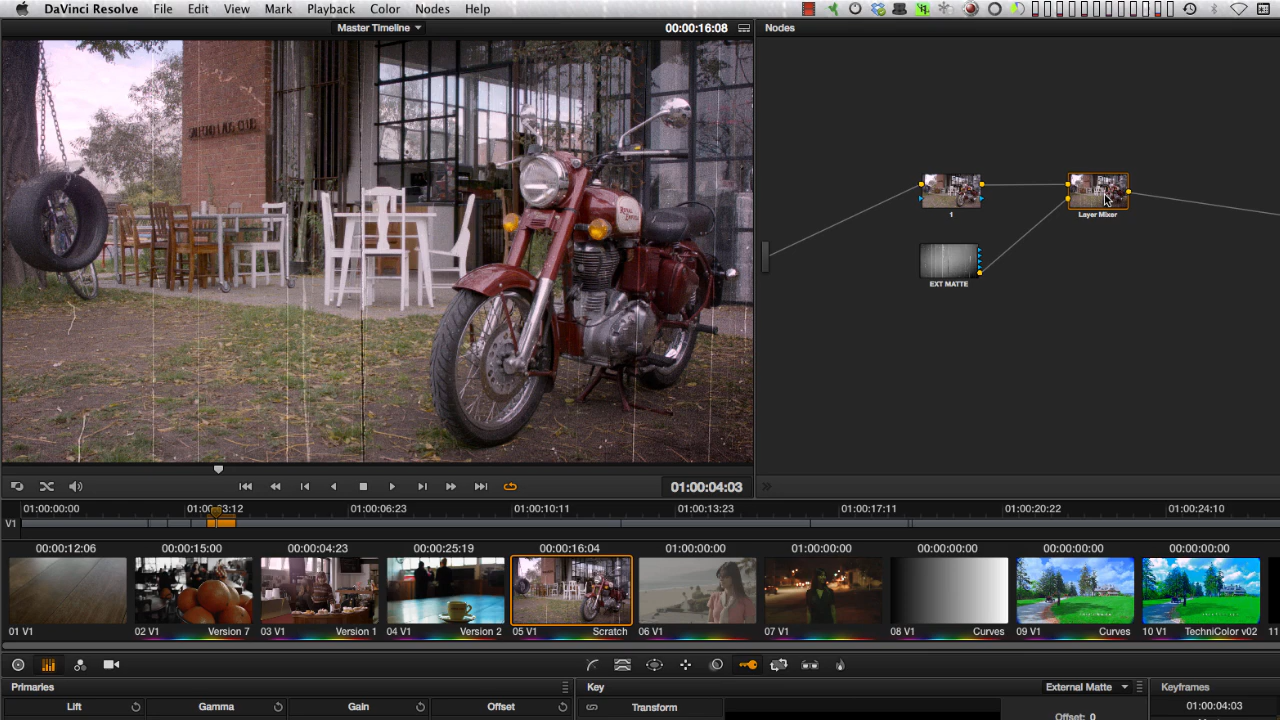 DaVinci Resolve File Edit View Mark Playback Color Nodes Help
Master Timeline 00:00:16:08 Nodes
ROYAL ENFIELD
1
Layer Mixer
EXT MATTE
01:00:04:03
01:00:00:00 01:00:03:12 01:00:06:23 01:00:10:11 01:00:13:23 01:00:17:11 01:00:20:22 01:00:24:10
V1
00:00:12:06 00:00:15:00 00:00:04:23 00:00:25:19 00:00:16:04 01:00:00:00 01:00:00:00 00:00:00:00 00:00:00:00 00:00:00:00
01 V1 02 V1 Version 7 03 V1 Version 1 04 V1 Version 2 05 V1 Scratch 06 V1 07 V1 08 V1 Curves 09 V1 Curves 10 V1 TechniColor v02 11
Primaries Key External Matte Keyframes
Lift Gamma Gain Offset Transform Offset: 0 01:00:04:03